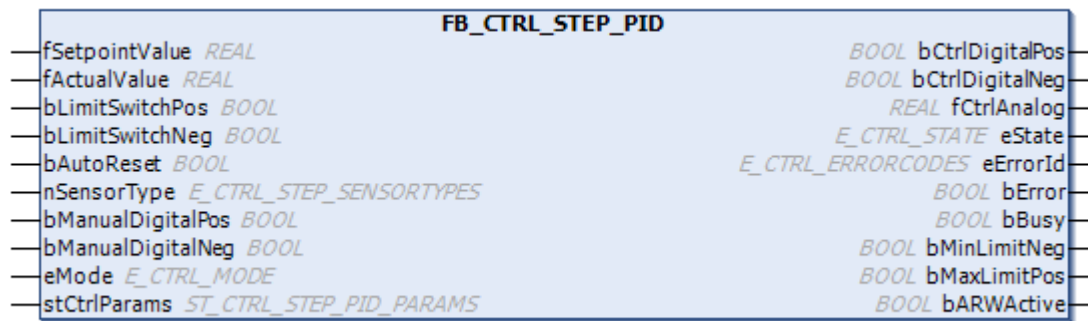 FB_CTRL_STEP_PID
fSetpointValue REAL BOOL bCtrlDigitalPos
fActualValue REAL BOOL bCtrlDigitalNeg
bLimitSwitchPos BOOL REAL fCtrlAnalog
bLimitSwitchNeg BOOL E_CTRL_STATE eState
bAutoReset BOOL E_CTRL_ERRORCODES eErrorId
nSensorType E_CTRL_STEP_SENSORTYPES BOOL bError
bManualDigitalPos BOOL BOOL bBusy
bManualDigitalNeg BOOL BOOL bMinLimitNeg
eMode E_CTRL_MODE BOOL bMaxLimitPos
stCtrlParams ST_CTRL_STEP_PID_PARAMS BOOL bARWActive